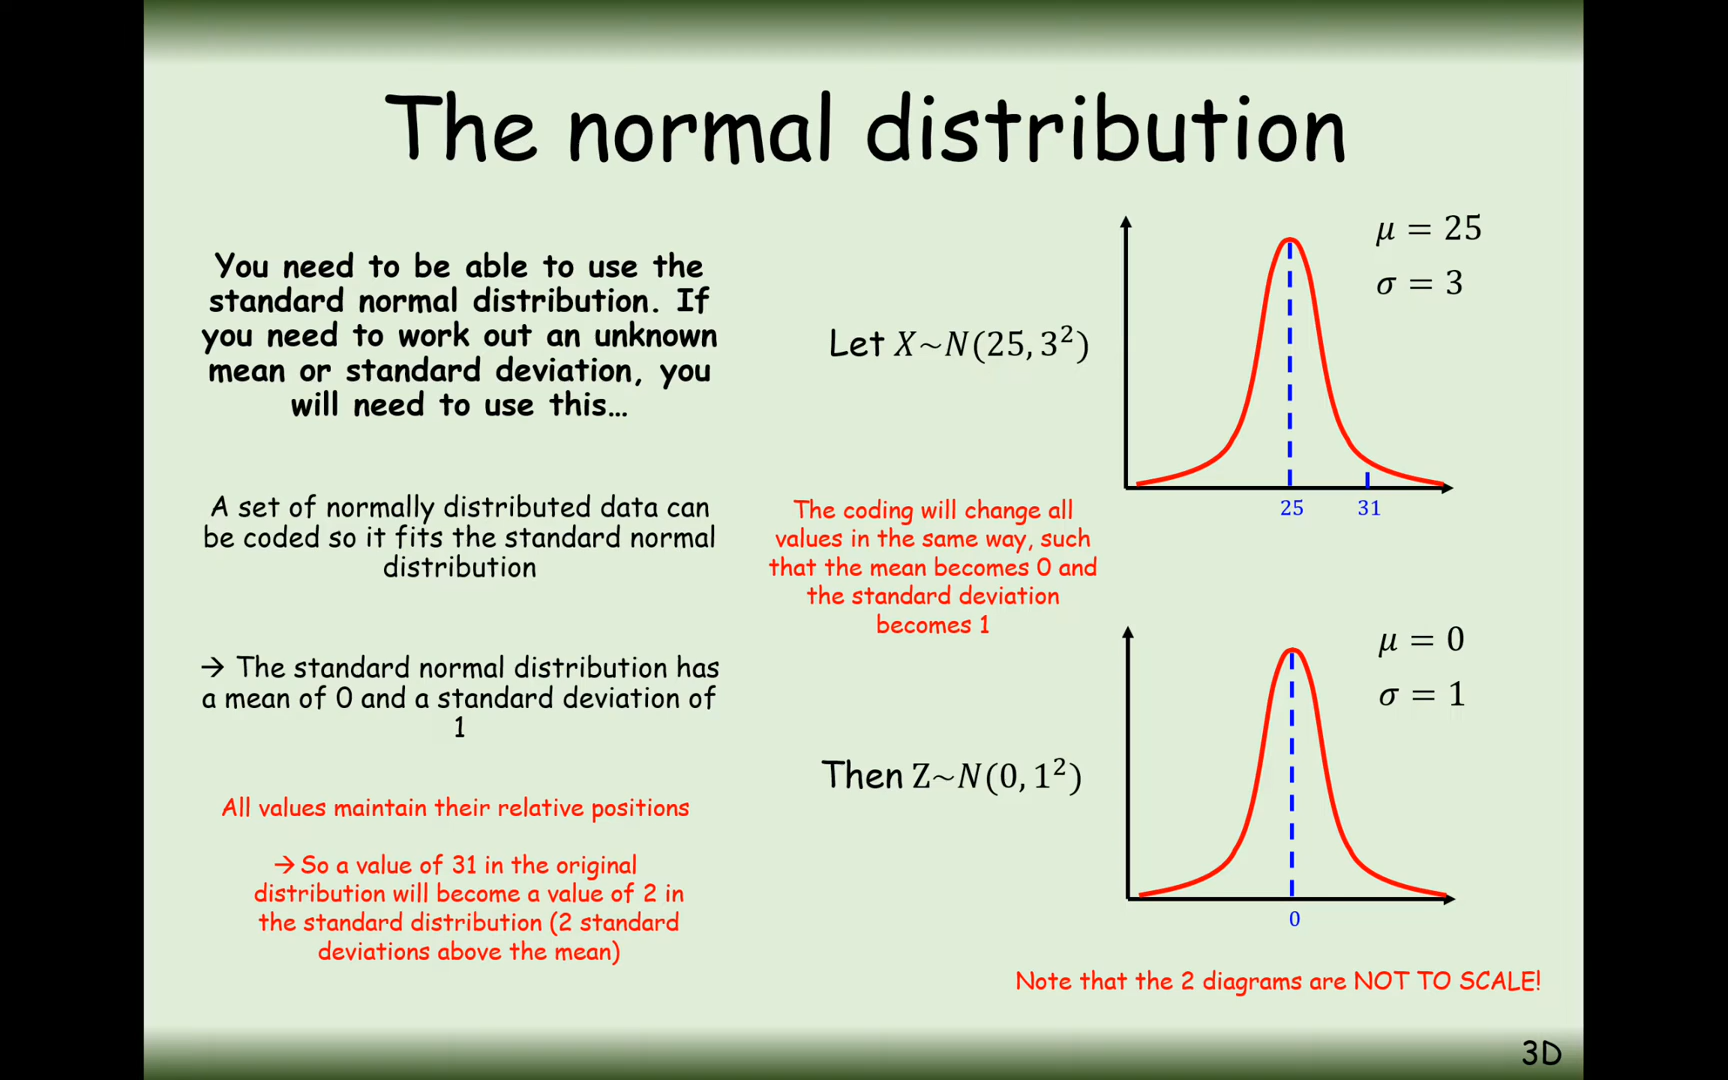 The normal distribution
You need to be able to use the
standard normal distribution. If
you need to work out an unknown
mean or standard deviation, you
will need to use this…
A set of normally distributed data can
be coded so it fits the standard normal
distribution
→ The standard normal distribution has
a mean of 0 and a standard deviation of
1
All values maintain their relative positions
→ So a value of 31 in the original
distribution will become a value of 2 in
the standard distribution (2 standard
deviations above the mean)
Let X~N(25, 3²)
The coding will change all
values in the same way, such
that the mean becomes 0 and
the standard deviation
becomes 1
Then Z~N(0, 1²)
μ = 25
σ = 3
25 31
μ = 0
σ = 1
0
Note that the 2 diagrams are NOT TO SCALE!
3D